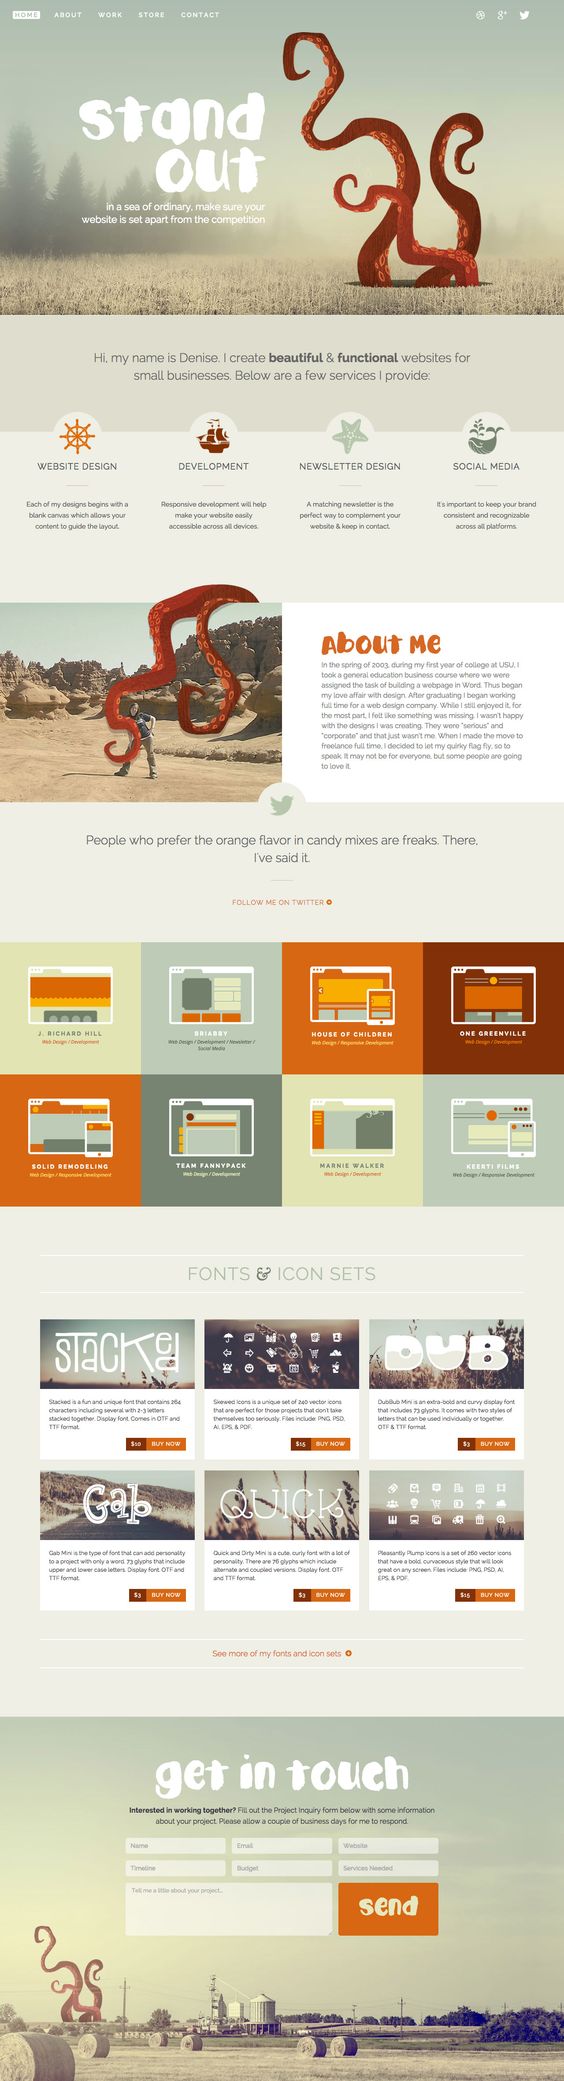 HOME ABOUT WORK STORE CONTACT
stand
out
in a sea of ordinary, make sure your
website is set apart from the competition
Hi, my name is Denise. I create beautiful & functional websites for
small businesses. Below are a few services I provide:
WEBSITE DESIGN
Each of my designs begins with a
blank canvas which allows your
content to guide the layout.
DEVELOPMENT
Responsive development will help
make your website easily
accessible across all devices.
NEWSLETTER DESIGN
A matching newsletter is the
perfect way to complement your
website & keep in contact.
SOCIAL MEDIA
It's important to keep your brand
consistent and recognizable
across all platforms.
About Me
In the spring of 2003, during my first year of college at USU, I
took a general education business course where we were
assigned the task of building a webpage in Word. Thus began
my love affair with design. After graduating I began working
full time for a web design company. While I still enjoyed it, for
the most part, I felt like something was missing. I wasn't happy
with the designs I was creating. They were "serious" and
"corporate" and that just wasn't me. When I made the move to
freelance full time, I decided to let my quirky flag fly, so to
speak. It may not be for everyone, but some people are going
to love it.
People who prefer the orange flavor in candy mixes are freaks. There,
I've said it.
FOLLOW ME ON TWITTER
J. RICHARD HILL
Web Design / Development
BRIABBY
Web Design / Development / Newsletter /
Social Media
HOUSE OF CHILDREN
Web Design / Responsive Development
ONE GREENVILLE
Web Design / Development
SOLID REMODELING
Web Design / Responsive Development
TEAM FANNYPACK
Web Design / Development
MARNIE WALKER
Web Design / Development
KEERTI FILMS
Web Design / Responsive Development
FONTS & ICON SETS
Stacked
Stacked is a fun and unique font that contains 264
characters including several with 2-3 letters
stacked together. Display font. Comes in OTF and
TTF format.
$10 BUY NOW
Skewed Icons is a unique set of 240 vector icons
that are perfect for those projects that don't take
themselves too seriously. Files include: PNG, PSD,
AI, EPS, & PDF.
$15 BUY NOW
DUB
DubBub Mini is an extra-bold and curvy display font
that includes 73 glyphs. It comes with two styles of
letters that can be used individually or together.
OTF & TTF format.
$3 BUY NOW
Gab
Gab Mini is the type of font that can add personality
to a project with only a word. 73 glyphs that include
upper and lower case letters. Display font. OTF and
TTF format.
$3 BUY NOW
QUICK
Quick and Dirty Mini is a cute, curly font with a lot of
personality. There are 76 glyphs which include
alternate and coupled versions. Display font. OTF
and TTF format.
$3 BUY NOW
Pleasantly Plump Icons is a set of 260 vector icons
that have a bold, curvaceous style that will look
great on any screen. Files include: PNG, PSD, AI,
EPS, & PDF.
$15 BUY NOW
See more of my fonts and icon sets
get in touch
Interested in working together? Fill out the Project Inquiry form below with some information
about your project. Please allow a couple of business days for me to respond.
Name Email Website
Timeline Budget Services Needed
Tell me a little about your project...
send